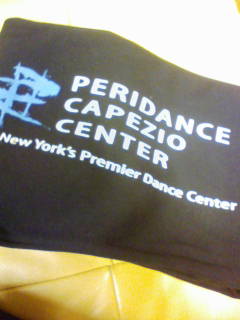 PERIDANCE
CAPEZIO
CENTER
New York's Premier Dance Center